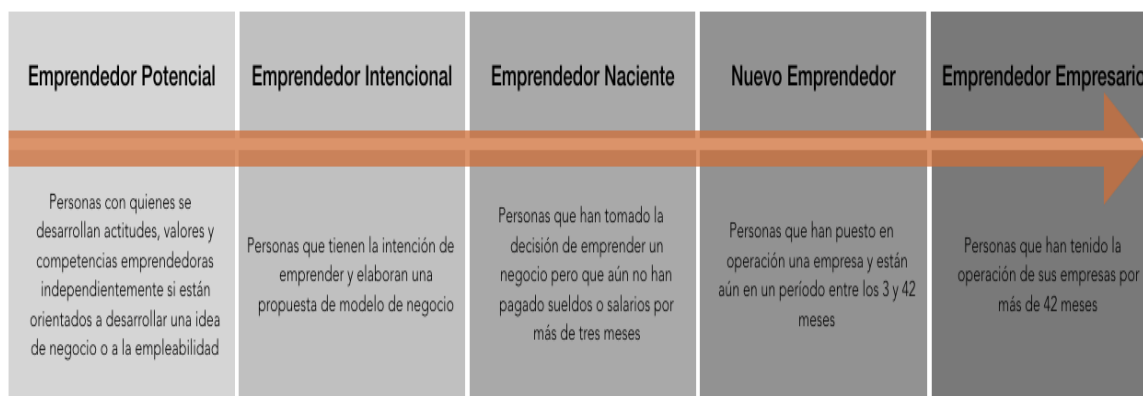 Emprendedor Potencial
Emprendedor Intencional
Emprendedor Naciente
Nuevo Emprendedor
Emprendedor Empresario
Personas con quienes se
desarrollan actitudes, valores y
competencias emprendedoras
independientemente si están
orientados a desarrollar una idea
de negocio o a la empleabilidad
Personas que tienen la intención de
emprender y elaboran una
propuesta de modelo de negocio
Personas que han tomado la
decisión de emprender un
negocio pero que aún no han
pagado sueldos o salarios por
más de tres meses
Personas que han puesto en
operación una empresa y están
aún en un período entre los 3 y 42
meses
Personas que han tenido la
operación de sus empresas por
más de 42 meses